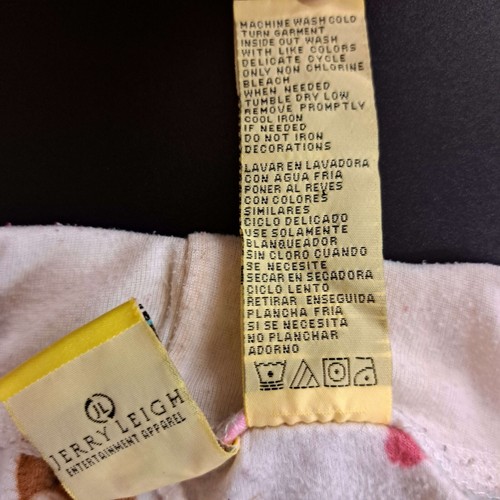 MACHINE WASH COLD
TURN GARMENT
INSIDE OUT WASH
WITH LIKE COLORS
DELICATE CYCLE
ONLY NON CHLORINE
BLEACH
WHEN NEEDED
TUMBLE DRY LOW
REMOVE PROMPTLY
COOL IRON
IF NEEDED
DO NOT IRON
DECORATIONS
LAVAR EN LAVADORA
CON AGUA FRIA
PONER AL REVES
CON COLORES
SIMILARES
CICLO DELICADO
USE SOLAMENTE
BLANQUEADOR
SIN CLORO CUANDO
SE NECESITE
SECAR EN SECADORA
CICLO LENTO
RETIRAR ENSEGUIDA
PLANCHA FRIA
SI SE NECESITA
NO PLANCHAR
ADORNO
JL
JERRY LEIGH
ENTERTAINMENT APPAREL